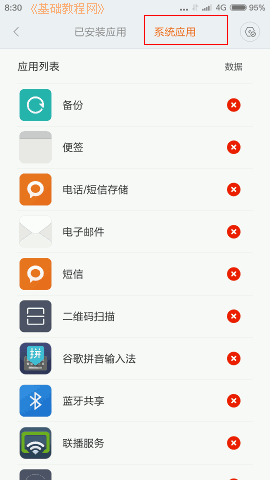 8:30 《基础教程网》 4G 95%
已安装应用 系统应用
应用列表 数据
备份
便签
电话/短信存储
电子邮件
短信
二维码扫描
拼
谷歌拼音输入法
蓝牙共享
联播服务